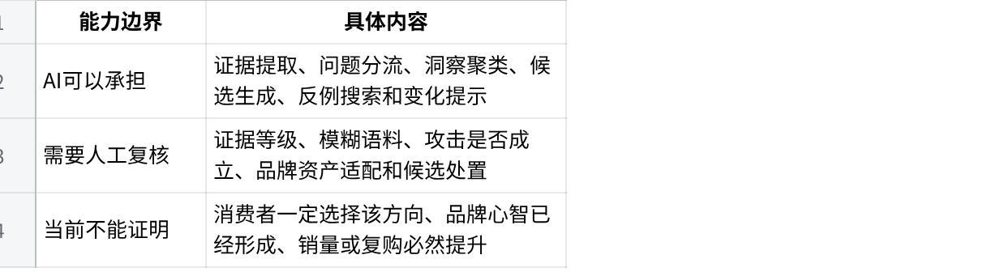 能力边界
具体内容
AI可以承担
证据提取、问题分流、洞察聚类、候
选生成、反例搜索和变化提示
需要人工复核
证据等级、模糊语料、攻击是否成
立、品牌资产适配和候选处置
当前不能证明
消费者一定选择该方向、品牌心智已
经形成、销量或复购必然提升